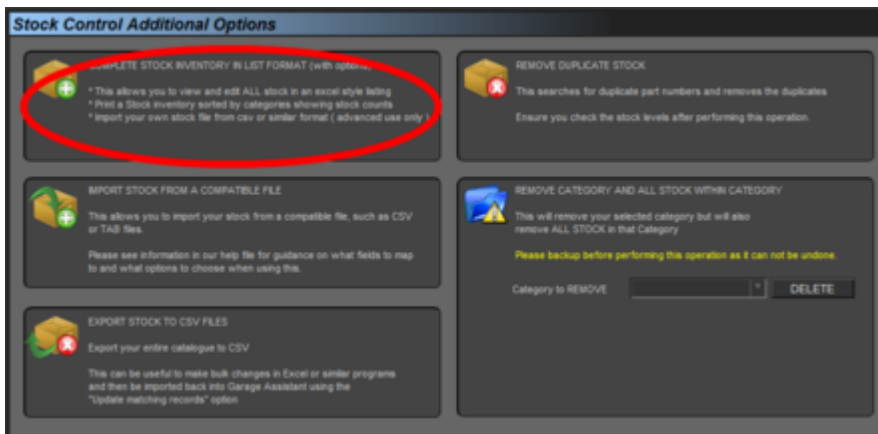 Stock Control Additional Options
COMPLETE STOCK INVENTORY IN LIST FORMAT (with options)
* This allows you to view and edit ALL stock in an excel style listing
* Print a Stock inventory sorted by categories showing stock counts
* Import your own stock file from csv or similar format ( advanced use only )
IMPORT STOCK FROM A COMPATIBLE FILE
This allows you to import your stock from a compatible file, such as CSV
or TAB files.
Please see information in our help file for guidance on what fields to map
to and what options to choose when using this.
EXPORT STOCK TO CSV FILES
Export your entire catalogue to CSV
This can be useful to make bulk changes in Excel or similar programs
and then be imported back into Garage Assistant using the
"Update matching records" option
REMOVE DUPLICATE STOCK
This searches for duplicate part numbers and removes the duplicates
Ensure you check the stock levels after performing this operation.
REMOVE CATEGORY AND ALL STOCK WITHIN CATEGORY
This will remove your selected category but will also
remove ALL STOCK in that Category
Please backup before performing this operation as it can not be undone.
Category to REMOVE
DELETE